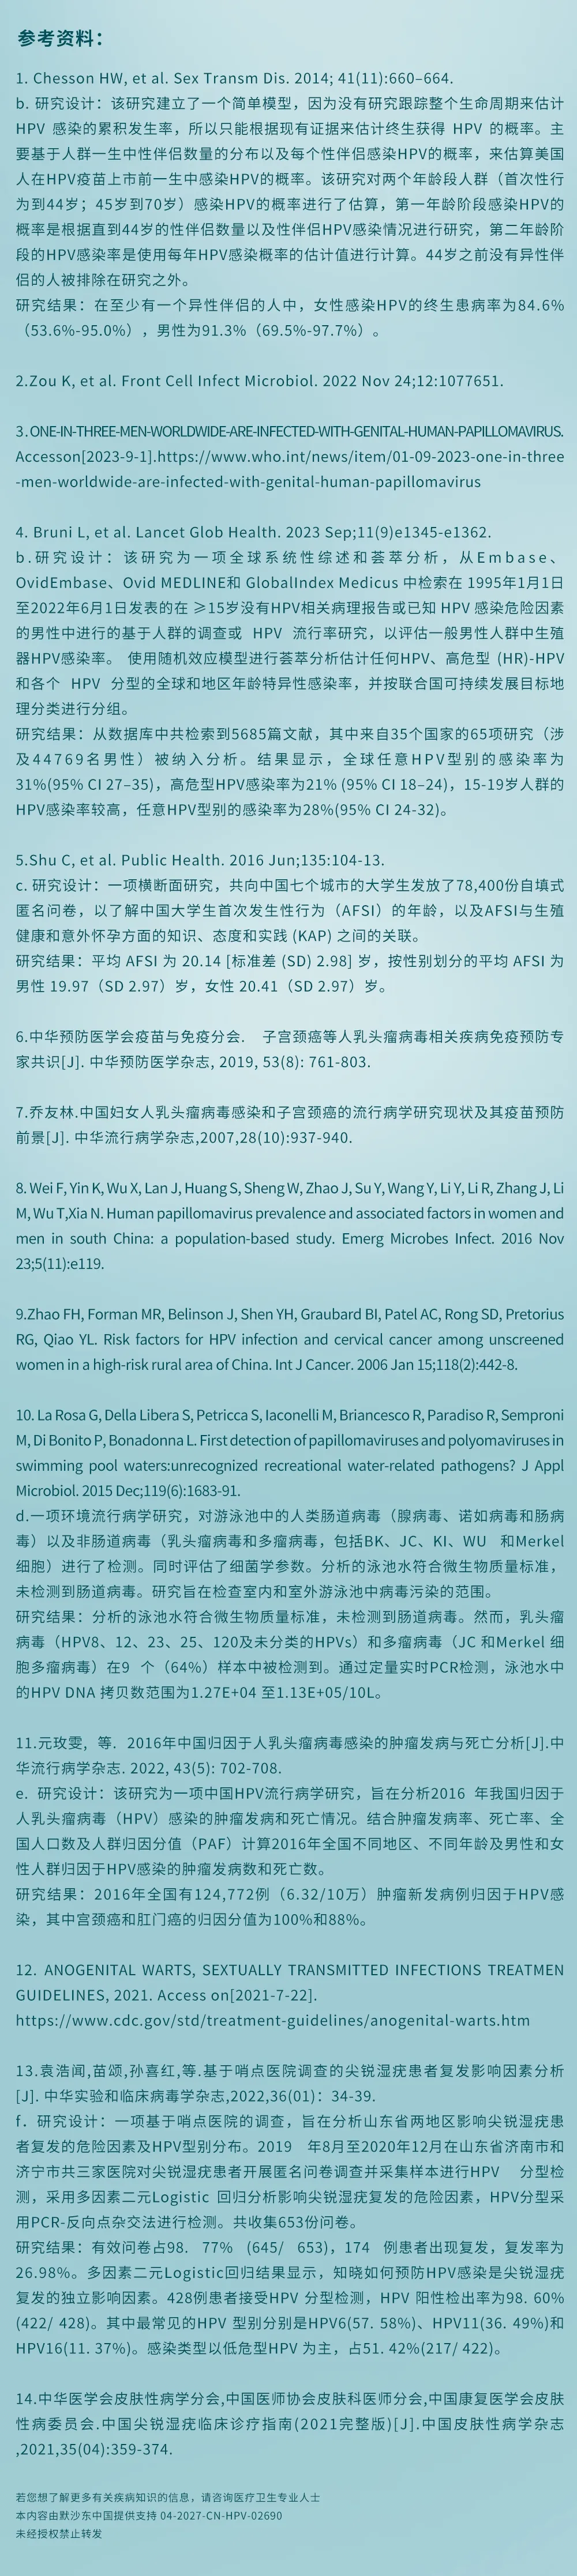 参考资料：
1. Chesson HW, et al. Sex Transm Dis. 2014; 41(11):660–664.
b. 研究设计：该研究建立了一个简单模型，因为没有研究跟踪整个生命周期来估计
HPV 感染的累积发生率，所以只能根据现有证据来估计终生获得 HPV 的概率。主
要基于人群一生中性伴侣数量的分布以及每个性伴侣感染HPV的概率，来估算美国
人在HPV疫苗上市前一生中感染HPV的概率。该研究对两个年龄段人群（首次性行
为到44岁；45岁到70岁）感染HPV的概率进行了估算，第一年龄阶段感染HPV的
概率是根据直到44岁的性伴侣数量以及性伴侣HPV感染情况进行研究，第二年龄阶
段的HPV感染率是使用每年HPV感染概率的估计值进行计算。44岁之前没有异性伴
侣的人被排除在研究之外。
研究结果：在至少有一个异性伴侣的人中，女性感染HPV的终生患病率为84.6%
（53.6%-95.0%），男性为91.3%（69.5%-97.7%）。
2.Zou K, et al. Front Cell Infect Microbiol. 2022 Nov 24;12:1077651.
3.ONE-IN-THREE-MEN-WORLDWIDE-ARE-INFECTED-WITH-GENITAL-HUMAN-PAPILLOMAVIRUS.
Accesson[2023-9-1].https://www.who.int/news/item/01-09-2023-one-in-three
-men-worldwide-are-infected-with-genital-human-papillomavirus
4. Bruni L, et al. Lancet Glob Health. 2023 Sep;11(9)e1345-e1362.
b.研究设计：该研究为一项全球系统性综述和荟萃分析，从Embase、
OvidEmbase、Ovid MEDLINE和 GlobalIndex Medicus 中检索在 1995年1月1日
至2022年6月1日发表的在 ≥15岁没有HPV相关病理报告或已知 HPV 感染危险因素
的男性中进行的基于人群的调查或 HPV 流行率研究，以评估一般男性人群中生殖
器HPV感染率。 使用随机效应模型进行荟萃分析估计任何HPV、高危型 (HR)-HPV
和各个 HPV 分型的全球和地区年龄特异性感染率，并按联合国可持续发展目标地
理分类进行分组。
研究结果：从数据库中共检索到5685篇文献，其中来自35个国家的65项研究（涉
及44769名男性）被纳入分析。结果显示，全球任意HPV型别的感染率为
31%(95% CI 27–35)，高危型HPV感染率为21% (95% CI 18–24)，15-19岁人群的
HPV感染率较高，任意HPV型别的感染率为28%(95% CI 24-32)。
5.Shu C, et al. Public Health. 2016 Jun;135:104-13.
c. 研究设计：一项横断面研究，共向中国七个城市的大学生发放了78,400份自填式
匿名问卷，以了解中国大学生首次发生性行为（AFSI）的年龄，以及AFSI与生殖
健康和意外怀孕方面的知识、态度和实践 (KAP) 之间的关联。
研究结果：平均 AFSI 为 20.14 [标准差 (SD) 2.98] 岁，按性别划分的平均 AFSI 为
男性 19.97（SD 2.97）岁，女性 20.41（SD 2.97）岁。
6.中华预防医学会疫苗与免疫分会. 子宫颈癌等人乳头瘤病毒相关疾病免疫预防专
家共识[J]. 中华预防医学杂志, 2019, 53(8): 761-803.
7.乔友林.中国妇女人乳头瘤病毒感染和子宫颈癌的流行病学研究现状及其疫苗预防
前景[J]. 中华流行病学杂志,2007,28(10):937-940.
8. Wei F, Yin K, Wu X, Lan J, Huang S, Sheng W, Zhao J, Su Y, Wang Y, Li Y, Li R, Zhang J, Li
M, Wu T,Xia N. Human papillomavirus prevalence and associated factors in women and
men in south China: a population-based study. Emerg Microbes Infect. 2016 Nov
23;5(11):e119.
9.Zhao FH, Forman MR, Belinson J, Shen YH, Graubard BI, Patel AC, Rong SD, Pretorius
RG, Qiao YL. Risk factors for HPV infection and cervical cancer among unscreened
women in a high-risk rural area of China. Int J Cancer. 2006 Jan 15;118(2):442-8.
10. La Rosa G, Della Libera S, Petricca S, Iaconelli M, Briancesco R, Paradiso R, Semproni
M, Di Bonito P, Bonadonna L. First detection of papillomaviruses and polyomaviruses in
swimming pool waters:unrecognized recreational water-related pathogens? J Appl
Microbiol. 2015 Dec;119(6):1683-91.
d.一项环境流行病学研究，对游泳池中的人类肠道病毒（腺病毒、诺如病毒和肠病
毒）以及非肠道病毒（乳头瘤病毒和多瘤病毒，包括BK、JC、KI、WU 和Merkel
细胞）进行了检测。同时评估了细菌学参数。分析的泳池水符合微生物质量标准，
未检测到肠道病毒。研究旨在检查室内和室外游泳池中病毒污染的范围。
研究结果：分析的泳池水符合微生物质量标准，未检测到肠道病毒。然而，乳头瘤
病毒（HPV8、12、23、25、120及未分类的HPVs）和多瘤病毒（JC 和Merkel 细
胞多瘤病毒）在9 个（64%）样本中被检测到。通过定量实时PCR检测，泳池水中
的HPV DNA 拷贝数范围为1.27E+04 至1.13E+05/10L。
11.元玫雯, 等. 2016年中国归因于人乳头瘤病毒感染的肿瘤发病与死亡分析[J].中
华流行病学杂志. 2022, 43(5): 702-708.
e. 研究设计：该研究为一项中国HPV流行病学研究，旨在分析2016 年我国归因于
人乳头瘤病毒（HPV）感染的肿瘤发病和死亡情况。结合肿瘤发病率、死亡率、全
国人口数及人群归因分值（PAF）计算2016年全国不同地区、不同年龄及男性和女
性人群归因于HPV感染的肿瘤发病数和死亡数。
研究结果：2016年全国有124,772例（6.32/10万）肿瘤新发病例归因于HPV感
染，其中宫颈癌和肛门癌的归因分值为100%和88%。
12. ANOGENITAL WARTS, SEXTUALLY TRANSMITTED INFECTIONS TREATMEN
GUIDELINES, 2021. Access on[2021-7-22].
https://www.cdc.gov/std/treatment-guidelines/anogenital-warts.htm
13.袁浩闻,苗颂,孙喜红,等.基于哨点医院调查的尖锐湿疣患者复发影响因素分析
[J]. 中华实验和临床病毒学杂志,2022,36(01)：34-39.
f. 研究设计：一项基于哨点医院的调查，旨在分析山东省两地区影响尖锐湿疣患
者复发的危险因素及HPV型别分布。2019 年8月至2020年12月在山东省济南市和
济宁市共三家医院对尖锐湿疣患者开展匿名问卷调查并采集样本进行HPV 分型检
测，采用多因素二元Logistic 回归分析影响尖锐湿疣复发的危险因素，HPV分型采
用PCR-反向点杂交法进行检测。共收集653份问卷。
研究结果：有效问卷占98. 77% (645/ 653)，174 例患者出现复发，复发率为
26.98%。多因素二元Logistic回归结果显示，知晓如何预防HPV感染是尖锐湿疣
复发的独立影响因素。428例患者接受HPV 分型检测，HPV 阳性检出率为98. 60%
(422/ 428)。其中最常见的HPV 型别分别是HPV6(57. 58%)、HPV11(36. 49%)和
HPV16(11. 37%)。感染类型以低危型HPV 为主，占51. 42%(217/ 422)。
14.中华医学会皮肤性病学分会,中国医师协会皮肤科医师分会,中国康复医学会皮肤
性病委员会.中国尖锐湿疣临床诊疗指南(2021完整版)[J].中国皮肤性病学杂志
,2021,35(04):359-374.
若您想了解更多有关疾病知识的信息，请咨询医疗卫生专业人士
本内容由默沙东中国提供支持 04-2027-CN-HPV-02690
未经授权禁止转发